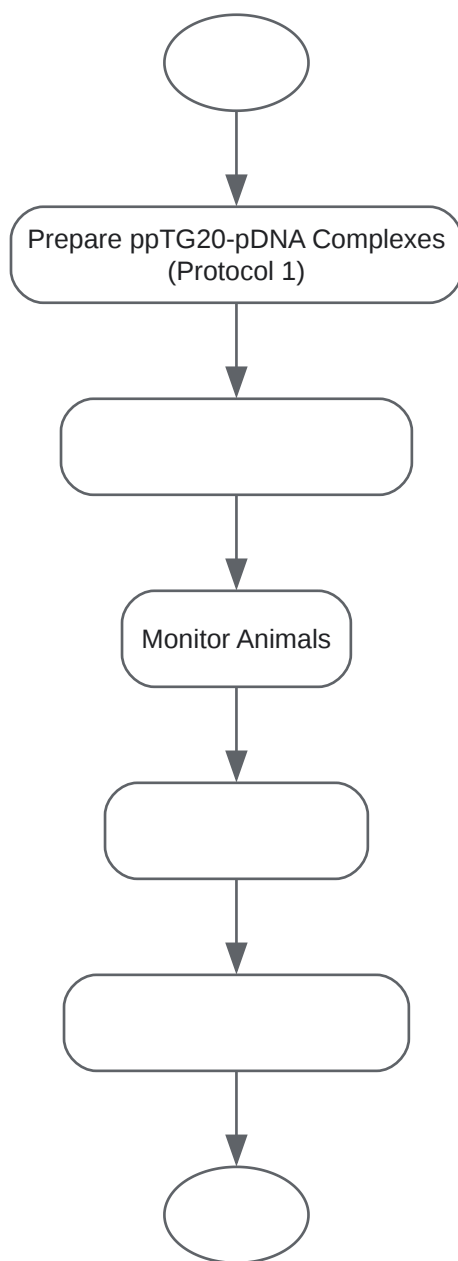 Prepare ppTG20-pDNA Complexes
(Protocol 1)
Monitor Animals